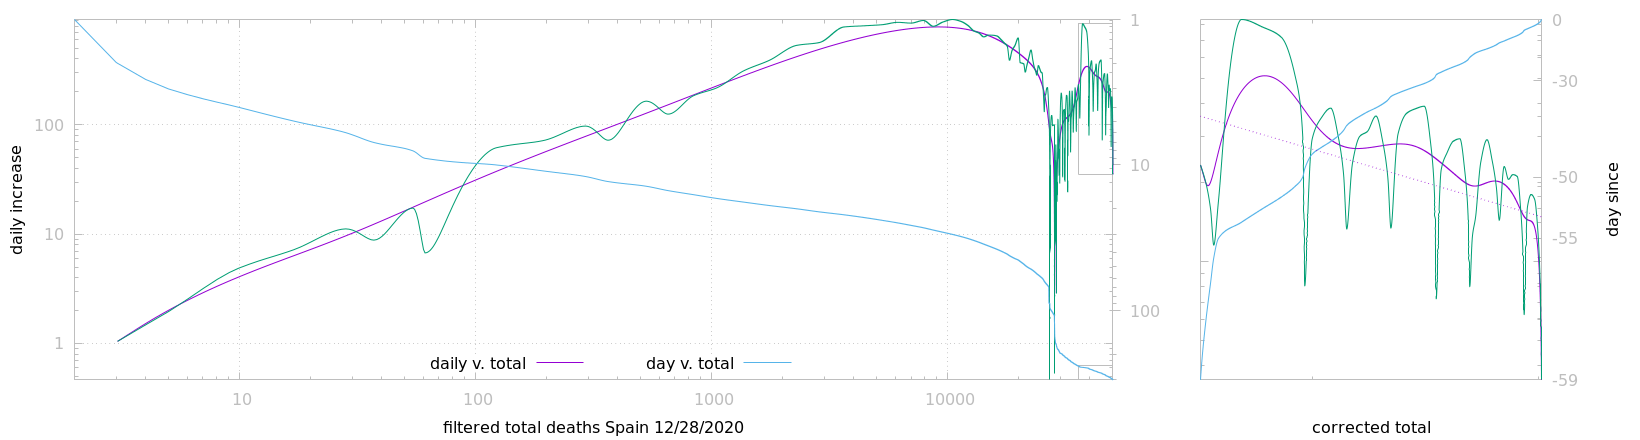 daily increase
100
10
1
10
100
1000
10000
filtered total deaths Spain 12/28/2020
daily v. total
day v. total
1
10
100
0
-30
-50
-55
-59
day since
corrected total